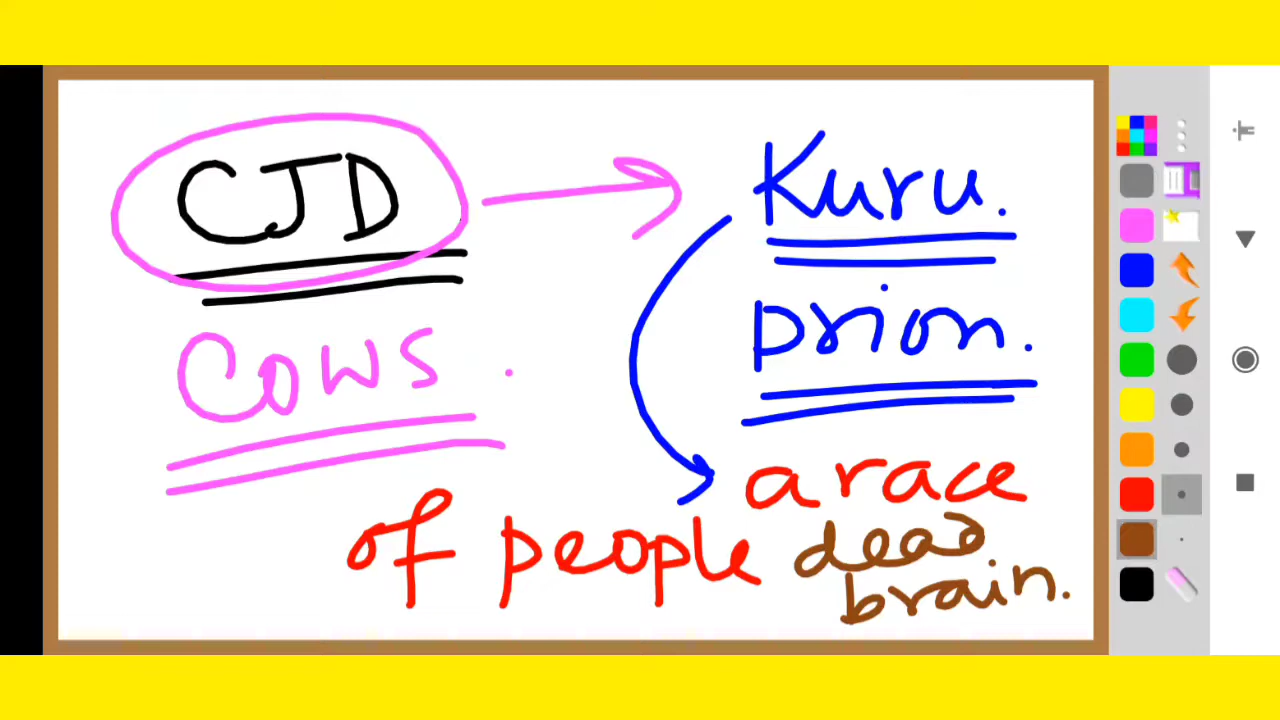 CJD
Kuru.
Cows.
prion.
a race
of people
dead
brain.